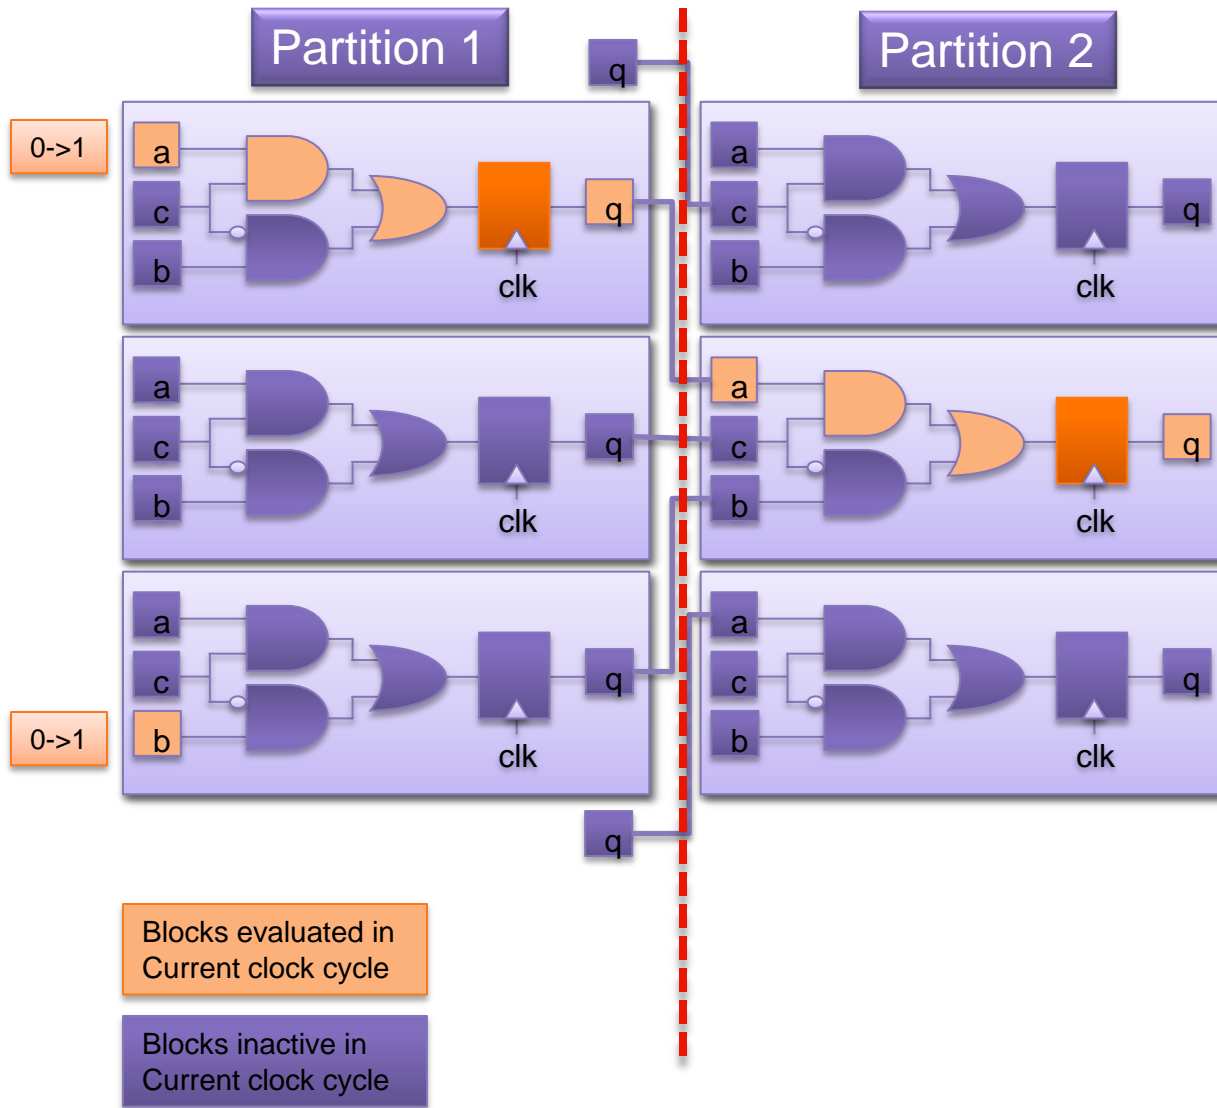 Partition 1
Partition 2
q
0->1
a
c
b
q
clk
a
c
b
q
clk
a
c
b
q
clk
a
c
b
q
clk
0->1
a
c
b
q
clk
a
c
b
q
clk
q
Blocks evaluated in
Current clock cycle
Blocks inactive in
Current clock cycle